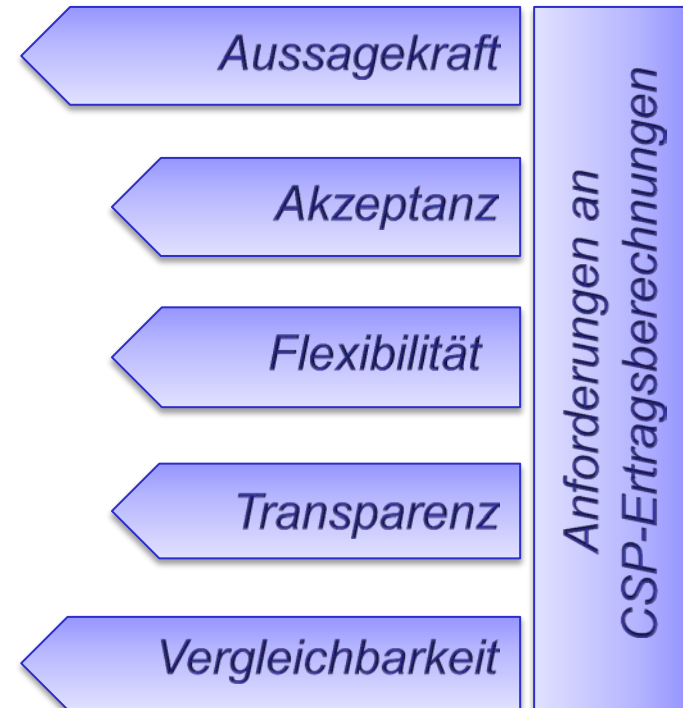 Aussagekraft
Akzeptanz
Flexibilität
Transparenz
Vergleichbarkeit
Anforderungen an
CSP-Ertragsberechnungen